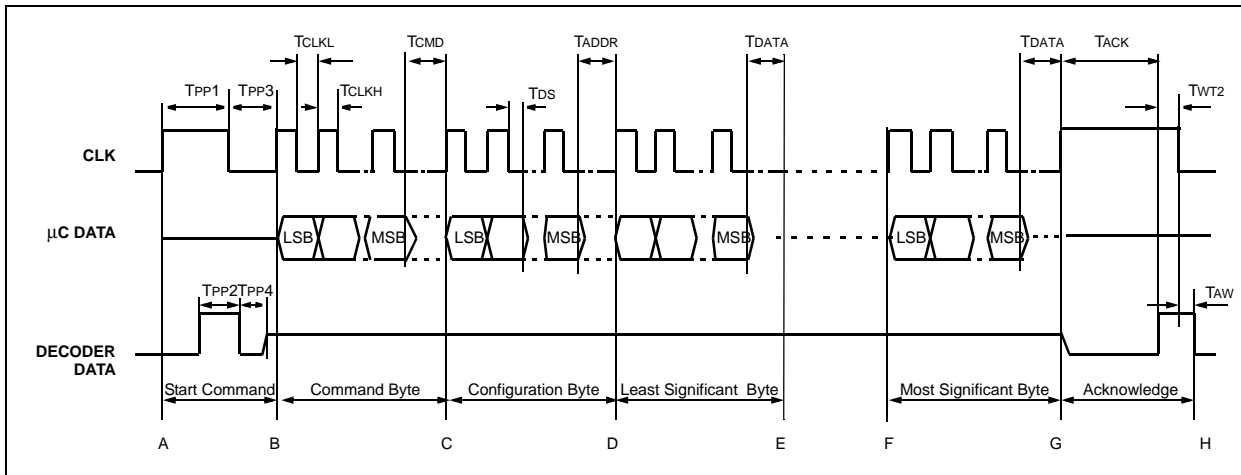 TCLKL TCMD TADDR TDATA TDATA TACK
TPP1 TPP3 TCLKH TDS TWT2
CLK
µC DATA LSB MSB LSB MSB MSB LSB MSB
TPP2 TPP4 TAW
DECODER
DATA
Start Command Command Byte Configuration Byte Least Significant Byte Most Significant Byte Acknowledge
A B C D E F G H